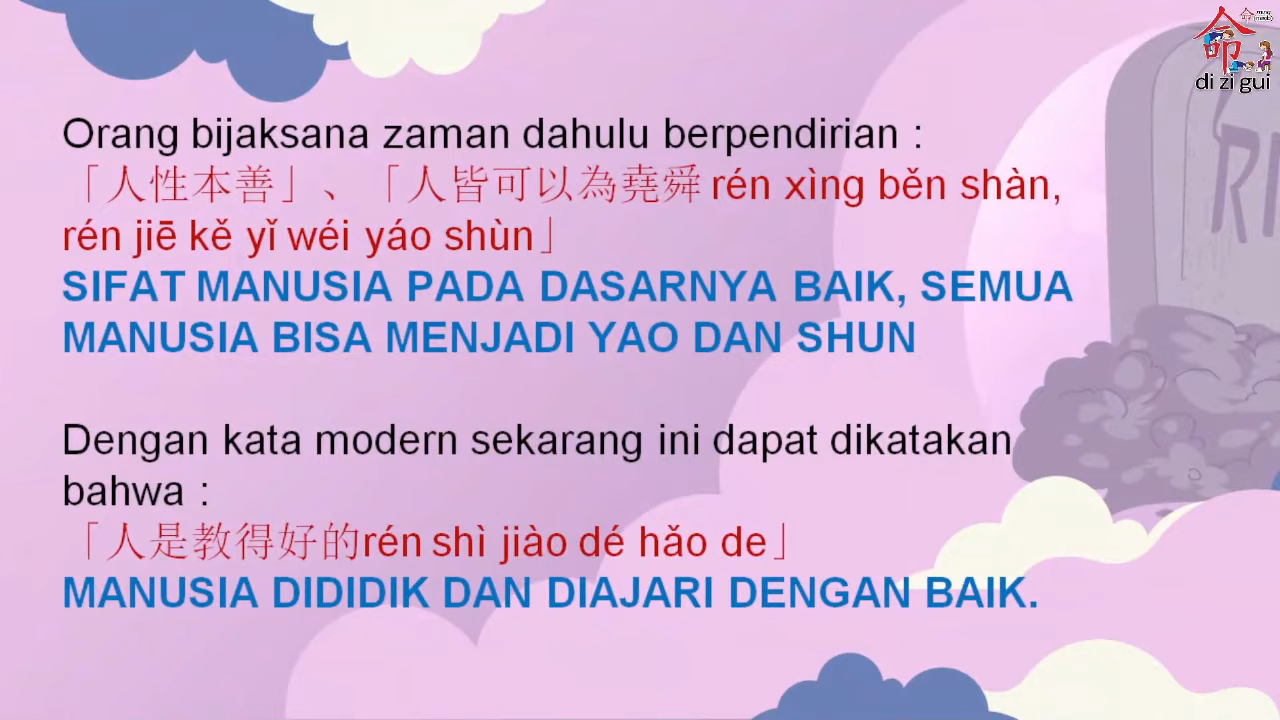 命
di zi gui
Orang bijaksana zaman dahulu berpendirian :
「人性本善」、「人皆可以為堯舜 rén xìng běn shàn,
rén jiē kě yǐ wéi yáo shùn」
SIFAT MANUSIA PADA DASARNYA BAIK, SEMUA
MANUSIA BISA MENJADI YAO DAN SHUN
Dengan kata modern sekarang ini dapat dikatakan
bahwa :
「人是教得好的rén shì jiào dé hǎo de」
MANUSIA DIDIDIK DAN DIAJARI DENGAN BAIK.